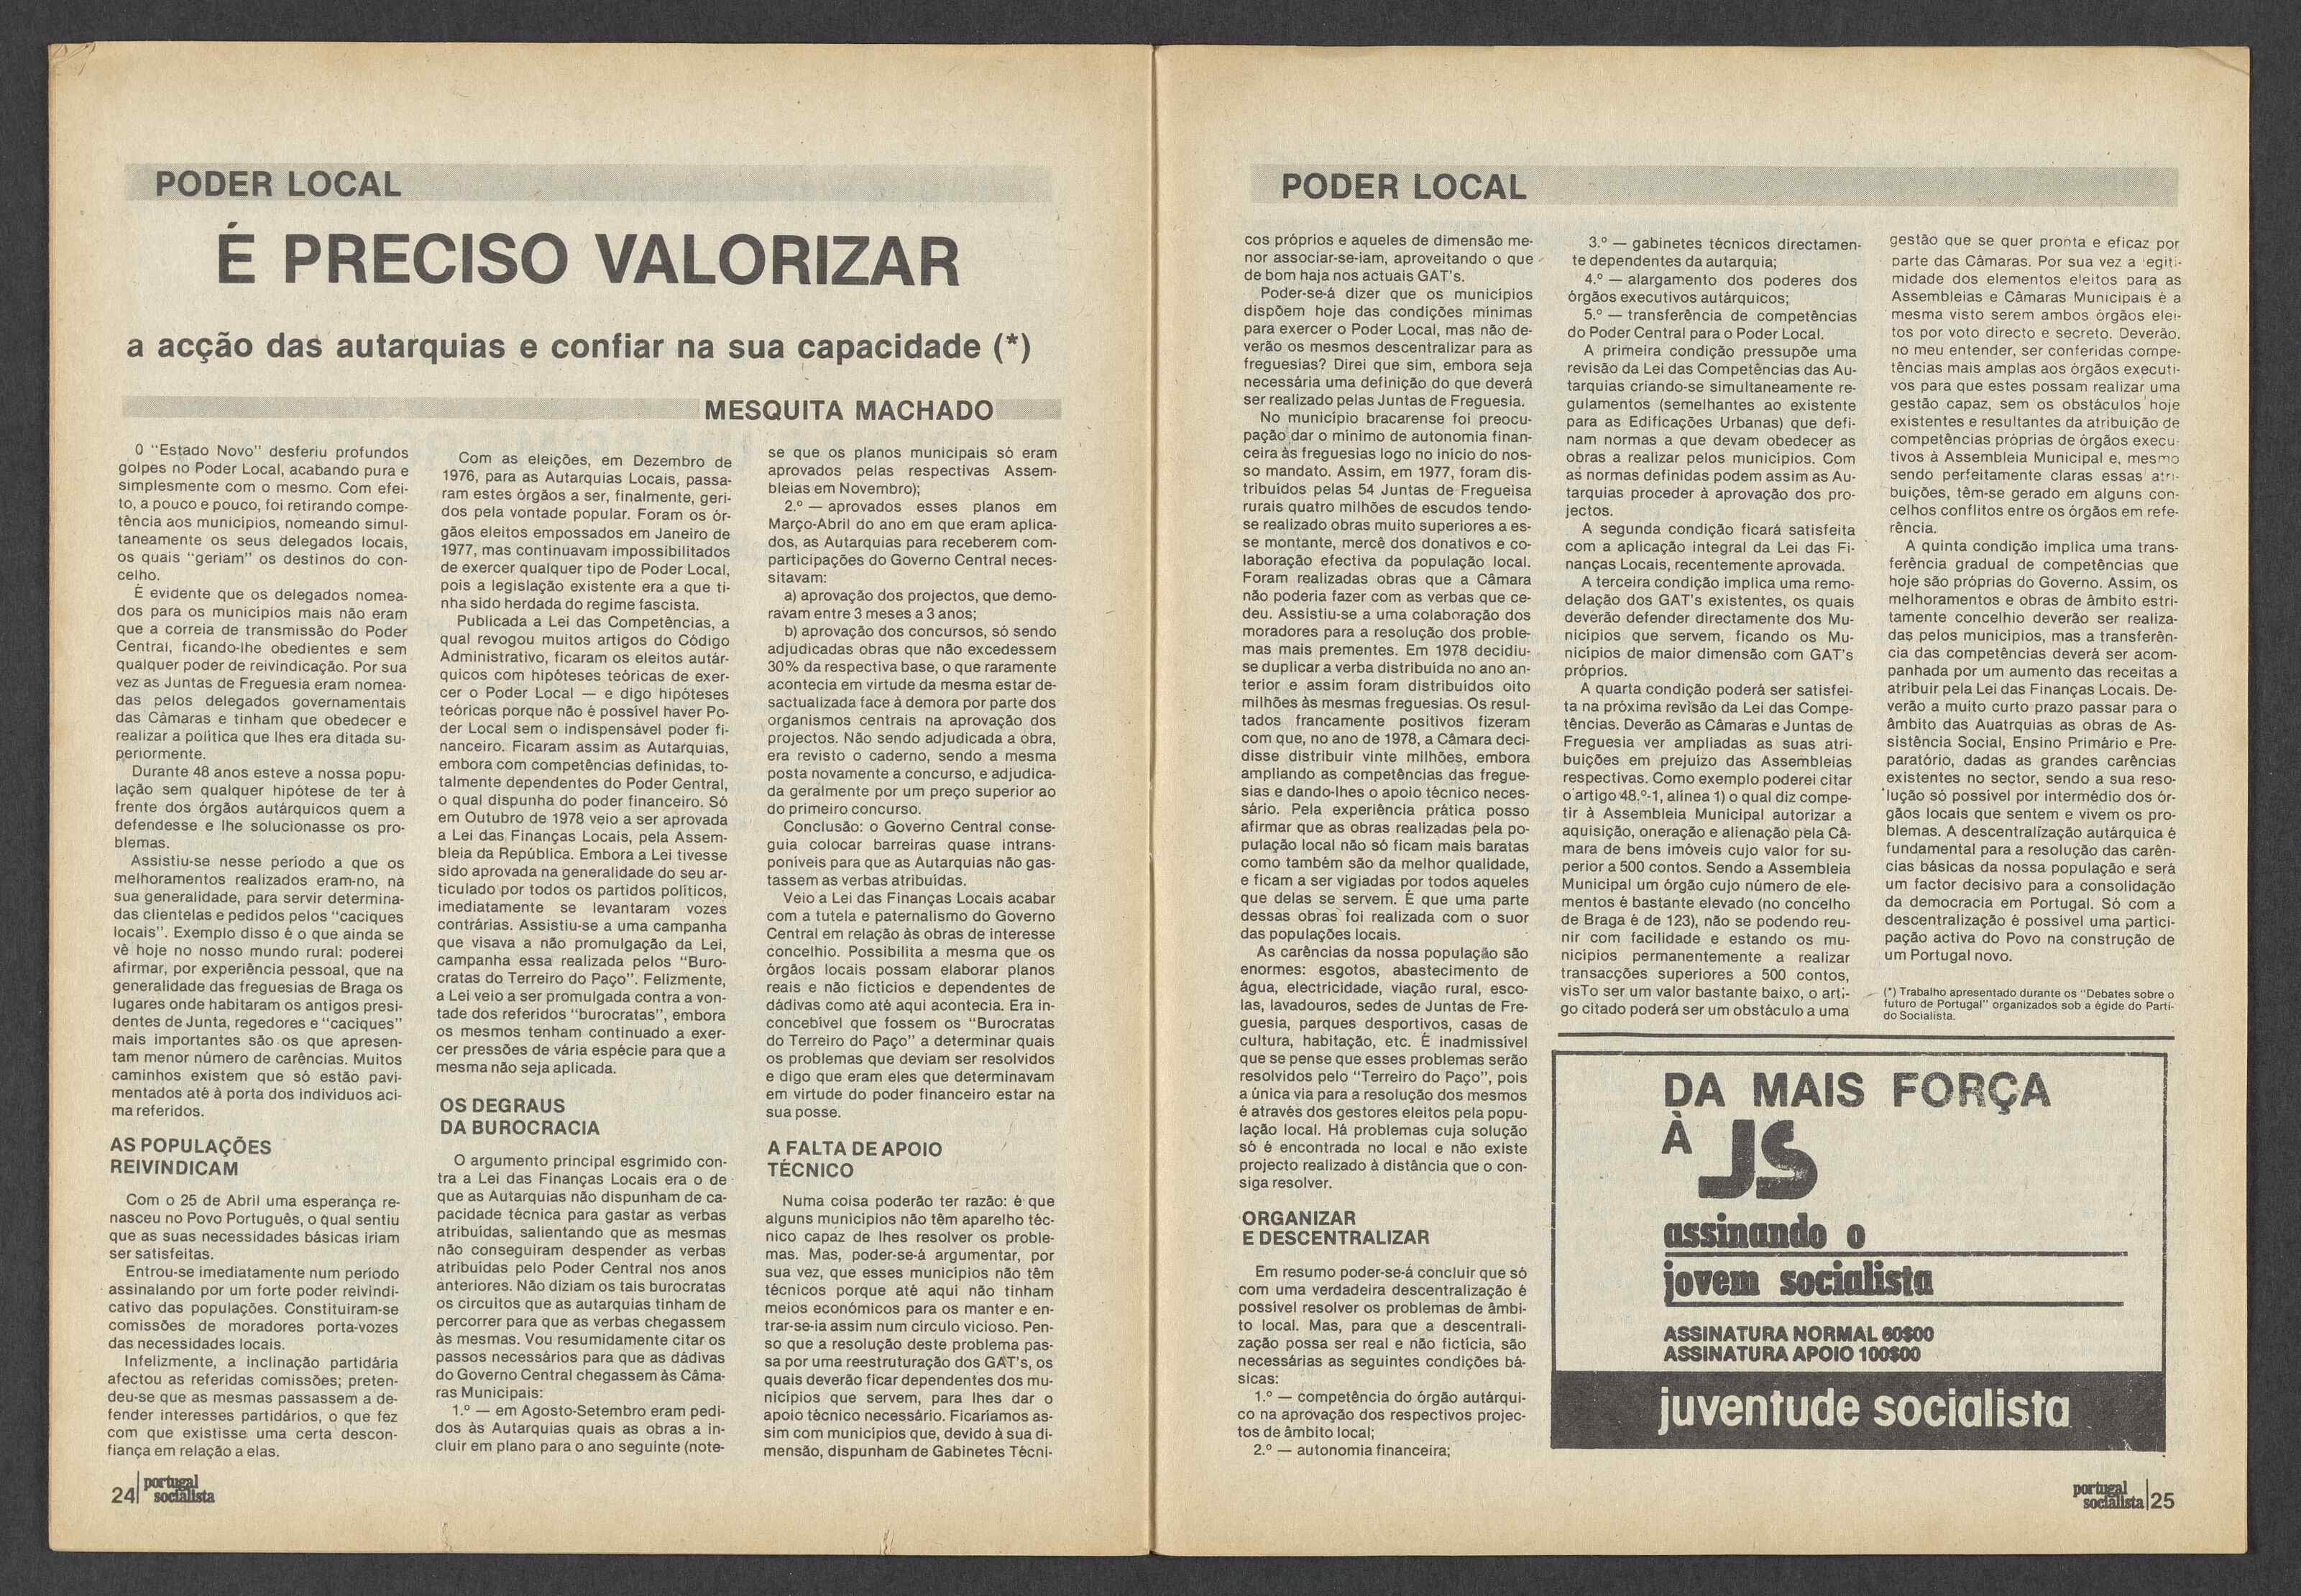 PODER LOCAL
É PRECISO VALORIZAR
a acção das autarquias e confiar na sua capacidade (*)
MESQUITA MACHADO
O "Estado Novo" desferiu profundos
golpes no Poder Local, acabando pura e
simplesmente com o mesmo. Com efei-
to, a pouco e pouco, foi retirando compe-
tência aos municípios, nomeando simul-
taneamente os seus delegados locais,
os quais "geriam" os destinos do con-
celho.
É evidente que os delegados nomea-
dos para os municípios mais não eram
que a correia de transmissão do Poder
Central, ficando-lhe obedientes e sem
qualquer poder de reivindicação. Por sua
vez as Juntas de Freguesia eram nomea-
das pelos delegados governamentais
das Câmaras e tinham que obedecer e
realizar a política que lhes era ditada su-
periormente.
Durante 48 anos esteve a nossa popu-
lação sem qualquer hipótese de ter à
frente dos órgãos autárquicos quem a
defendesse e lhe solucionasse os pro-
blemas.
Assistiu-se nesse período a que os
melhoramentos realizados eram-no, na
sua generalidade, para servir determina-
das clientelas e pedidos pelos "caciques
locais". Exemplo disso é o que ainda se
vê hoje no nosso mundo rural: poderei
afirmar, por experiência pessoal, que na
generalidade das freguesias de Braga os
lugares onde habitaram os antigos presi-
dentes de Junta, regedores e "caciques"
mais importantes são os que apresen-
tam menor número de carências. Muitos
caminhos existem que só estão pavi-
mentados até à porta dos indivíduos aci-
ma referidos.
AS POPULAÇÕES
REIVINDICAM
Com o 25 de Abril uma esperança re-
nasceu no Povo Português, o qual sentiu
que as suas necessidades básicas iriam
ser satisfeitas.
Entrou-se imediatamente num período
assinalando por um forte poder reivindi-
cativo das populações. Constituiram-se
comissões de moradores porta-vozes
das necessidades locais.
Infelizmente, a inclinação partidária
afectou as referidas comissões; preten-
deu-se que as mesmas passassem a de-
fender interesses partidários, o que fez
com que existisse uma certa descon-
fiança em relação a elas.
Com as eleições, em Dezembro de
1976, para as Autarquias Locais, passa-
ram estes órgãos a ser, finalmente, geri-
dos pela vontade popular. Foram os ór-
gãos eleitos empossados em Janeiro de
1977, mas continuavam impossibilitados
de exercer qualquer tipo de Poder Local,
pois a legislação existente era a que ti-
nha sido herdada do regime fascista.
Publicada a Lei das Competências, a
qual revogou muitos artigos do Código
Administrativo, ficaram os eleitos autár-
quicos com hipóteses teóricas de exer-
cer o Poder Local — e digo hipóteses
teóricas porque não é possível haver Po-
der Local sem o indispensável poder fi-
nanceiro. Ficaram assim as Autarquias,
embora com competências definidas, to-
talmente dependentes do Poder Central,
o qual dispunha do poder financeiro. Só
em Outubro de 1978 veio a ser aprovada
a Lei das Finanças Locais, pela Assem-
bleia da República. Embora a Lei tivesse
sido aprovada na generalidade do seu ar-
ticulado por todos os partidos políticos,
imediatamente se levantaram vozes
contrárias. Assistiu-se a uma campanha
que visava a não promulgação da Lei,
campanha essa realizada pelos "Buro-
cratas do Terreiro do Paço". Felizmente,
a Lei veio a ser promulgada contra a von-
tade dos referidos "burocratas", embora
os mesmos tenham continuado a exer-
cer pressões de vária espécie para que a
mesma não seja aplicada.
OS DEGRAUS
DA BUROCRACIA
O argumento principal esgrimido con-
tra a Lei das Finanças Locais era o de
que as Autarquias não dispunham de ca-
pacidade técnica para gastar as verbas
atribuídas, salientando que as mesmas
não conseguiram despender as verbas
atribuídas pelo Poder Central nos anos
anteriores. Não diziam os tais burocratas
os circuitos que as autarquias tinham de
percorrer para que as verbas chegassem
às mesmas. Vou resumidamente citar os
passos necessários para que as dádivas
do Governo Central chegassem às Câma-
ras Municipais:
1.º — em Agosto-Setembro eram pedi-
dos às Autarquias quais as obras a in-
cluir em plano para o ano seguinte (note-
se que os planos municipais só eram
aprovados pelas respectivas Assem-
bleias em Novembro);
2.º — aprovados esses planos em
Março-Abril do ano em que eram aplica-
dos, as Autarquias para receberem com-
participações do Governo Central neces-
sitavam:
a) aprovação dos projectos, que demo-
ravam entre 3 meses a 3 anos;
b) aprovação dos concursos, só sendo
adjudicadas obras que não excedessem
30% da respectiva base, o que raramente
acontecia em virtude da mesma estar de-
sactualizada face à demora por parte dos
organismos centrais na aprovação dos
projectos. Não sendo adjudicada a obra,
era revisto o caderno, sendo a mesma
posta novamente a concurso, e adjudica-
da geralmente por um preço superior ao
do primeiro concurso.
Conclusão: o Governo Central conse-
guia colocar barreiras quase intrans-
poníveis para que as Autarquias não gas-
tassem as verbas atribuídas.
Veio a Lei das Finanças Locais acabar
com a tutela e paternalismo do Governo
Central em relação às obras de interesse
concelhio. Possibilita a mesma que os
órgãos locais possam elaborar planos
reais e não fictícios e dependentes de
dádivas como até aqui acontecia. Era in-
concebível que fossem os "Burocratas
do Terreiro do Paço" a determinar quais
os problemas que deviam ser resolvidos
e digo que eram eles que determinavam
em virtude do poder financeiro estar na
sua posse.
A FALTA DE APOIO
TÉCNICO
Numa coisa poderão ter razão: é que
alguns municípios não têm aparelho téc-
nico capaz de lhes resolver os proble-
mas. Mas, poder-se-á argumentar, por
sua vez, que esses municípios não têm
técnicos porque até aqui não tinham
meios económicos para os manter e en-
trar-se-ia assim num círculo vicioso. Pen-
so que a resolução deste problema pas-
sa por uma reestruturação dos GAT's, os
quais deverão ficar dependentes dos mu-
nicípios que servem, para lhes dar o
apoio técnico necessário. Ficaríamos as-
sim com municípios que, devido à sua di-
mensão, dispunham de Gabinetes Técni-
24 portugal
socialista
PODER LOCAL
cos próprios e aqueles de dimensão me-
nor associar-se-iam, aproveitando o que
de bom haja nos actuais GAT's.
Poder-se-á dizer que os municípios
dispõem hoje das condições mínimas
para exercer o Poder Local, mas não de-
verão os mesmos descentralizar para as
freguesias? Direi que sim, embora seja
necessária uma definição do que deverá
ser realizado pelas Juntas de Freguesia.
No município bracarense foi preocu-
pação dar o mínimo de autonomia finan-
ceira às freguesias logo no início do nos-
so mandato. Assim, em 1977, foram dis-
tribuídos pelas 54 Juntas de Fregueisa
rurais quatro milhões de escudos tendo-
se realizado obras muito superiores a es-
se montante, mercê dos donativos e co-
laboração efectiva da população local.
Foram realizadas obras que a Câmara
não poderia fazer com as verbas que ce-
deu. Assistiu-se a uma colaboração dos
moradores para a resolução dos proble-
mas mais prementes. Em 1978 decidiu-
se duplicar a verba distribuída no ano an-
terior e assim foram distribuídos oito
milhões às mesmas freguesias. Os resul-
tados francamente positivos fizeram
com que, no ano de 1978, a Câmara deci-
disse distribuir vinte milhões, embora
ampliando as competências das fregue-
sias e dando-lhes o apoio técnico neces-
sário. Pela experiência prática posso
afirmar que as obras realizadas pela po-
pulação local não só ficam mais baratas
como também são da melhor qualidade,
e ficam a ser vigiadas por todos aqueles
que delas se servem. É que uma parte
dessas obras foi realizada com o suor
das populações locais.
As carências da nossa população são
enormes: esgotos, abastecimento de
água, electricidade, viação rural, esco-
las, lavadouros, sedes de Juntas de Fre-
guesia, parques desportivos, casas de
cultura, habitação, etc. É inadmissível
que se pense que esses problemas serão
resolvidos pelo "Terreiro do Paço", pois
a única via para a resolução dos mesmos
é através dos gestores eleitos pela popu-
lação local. Há problemas cuja solução
só é encontrada no local e não existe
projecto realizado à distância que o con-
siga resolver.
ORGANIZAR
E DESCENTRALIZAR
Em resumo poder-se-á concluir que só
com uma verdadeira descentralização é
possível resolver os problemas de âmbi-
to local. Mas, para que a descentrali-
zação possa ser real e não fictícia, são
necessárias as seguintes condições bá-
sicas:
1.º — competência do órgão autárqui-
co na aprovação dos respectivos projec-
tos de âmbito local;
2.º — autonomia financeira;
3.º — gabinetes técnicos directamen-
te dependentes da autarquia;
4.º — alargamento dos poderes dos
órgãos executivos autárquicos;
5.º — transferência de competências
do Poder Central para o Poder Local.
A primeira condição pressupõe uma
revisão da Lei das Competências das Au-
tarquias criando-se simultaneamente re-
gulamentos (semelhantes ao existente
para as Edificações Urbanas) que defi-
nam normas a que devam obedecer as
obras a realizar pelos municípios. Com
as normas definidas podem assim as Au-
tarquias proceder à aprovação dos pro-
jectos.
A segunda condição ficará satisfeita
com a aplicação integral da Lei das Fi-
nanças Locais, recentemente aprovada.
A terceira condição implica uma remo-
delação dos GAT's existentes, os quais
deverão defender directamente dos Mu-
nicípios que servem, ficando os Mu-
nicípios de maior dimensão com GAT's
próprios.
A quarta condição poderá ser satisfei-
ta na próxima revisão da Lei das Compe-
tências. Deverão as Câmaras e Juntas de
Freguesia ver ampliadas as suas atri-
buições em prejuízo das Assembleias
respectivas. Como exemplo poderei citar
o artigo 48.º-1, alínea 1) o qual diz compe-
tir à Assembleia Municipal autorizar a
aquisição, oneração e alienação pela Câ-
mara de bens imóveis cujo valor for su-
perior a 500 contos. Sendo a Assembleia
Municipal um órgão cujo número de ele-
mentos é bastante elevado (no concelho
de Braga é de 123), não se podendo reu-
nir com facilidade e estando os mu-
nicípios permanentemente a realizar
transacções superiores a 500 contos,
visTo ser um valor bastante baixo, o arti-
go citado poderá ser um obstáculo a uma
gestão que se quer pronta e eficaz por
parte das Câmaras. Por sua vez a legiti-
midade dos elementos eleitos para as
Assembleias e Câmaras Municipais é a
mesma visto serem ambos órgãos elei-
tos por voto directo e secreto. Deverão,
no meu entender, ser conferidas compe-
tências mais amplas aos órgãos executi-
vos para que estes possam realizar uma
gestão capaz, sem os obstáculos hoje
existentes e resultantes da atribuição de
competências próprias de órgãos execu-
tivos à Assembleia Municipal e, mesmo
sendo perfeitamente claras essas atri-
buições, têm-se gerado em alguns con-
celhos conflitos entre os órgãos em refe-
rência.
A quinta condição implica uma trans-
ferência gradual de competências que
hoje são próprias do Governo. Assim, os
melhoramentos e obras de âmbito estri-
tamente concelhio deverão ser realiza-
das pelos municípios, mas a transferên-
cia das competências deverá ser acom-
panhada por um aumento das receitas a
atribuir pela Lei das Finanças Locais. De-
verão a muito curto prazo passar para o
âmbito das Auatrquias as obras de As-
sistência Social, Ensino Primário e Pre-
paratório, dadas as grandes carências
existentes no sector, sendo a sua reso-
lução só possível por intermédio dos ór-
gãos locais que sentem e vivem os pro-
blemas. A descentralização autárquica é
fundamental para a resolução das carên-
cias básicas da nossa população e será
um factor decisivo para a consolidação
da democracia em Portugal. Só com a
descentralização é possível uma partici-
pação activa do Povo na construção de
um Portugal novo.
(*) Trabalho apresentado durante os "Debates sobre o
futuro de Portugal" organizados sob a égide do Parti-
do Socialista.
DA MAIS FORÇA
À JS
assinando o
jovem socialista
ASSINATURA NORMAL 60$00
ASSINATURA APOIO 100$00
juventude socialista
portugal
socialista 25